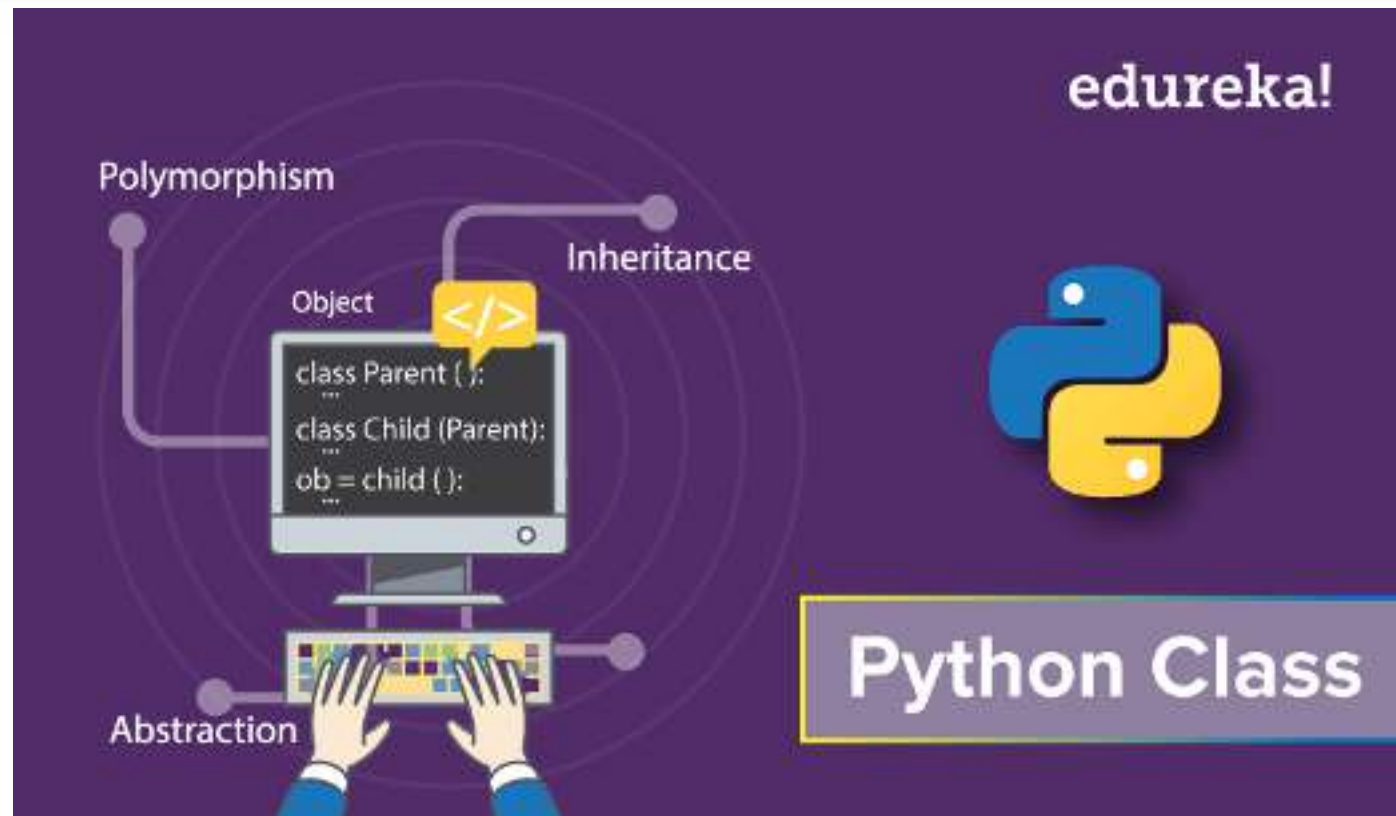 edureka!
Polymorphism
Inheritance
Object
</>
class Parent ( ):
...
class Child (Parent):
...
ob = child ( ):
...
Python Class
Abstraction